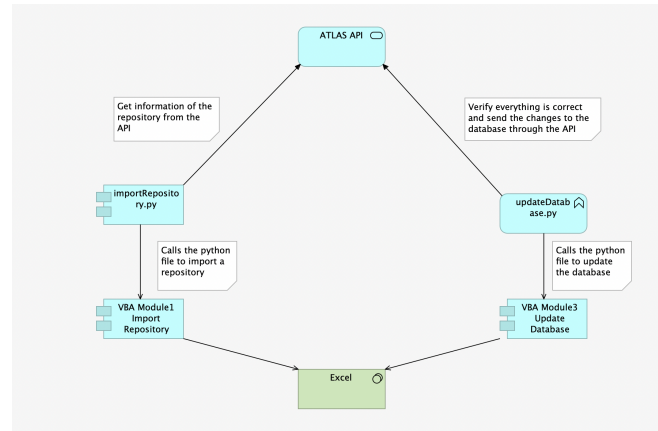 ATLAS API
Get information of the
repository from the
API
Verify everything is correct
and send the changes to the
database through the API
importReposito
ry.py
updateDatab
ase.py
Calls the python
file to import a
repository
Calls the python
file to update
the database
VBA Module1
Import
Repository
VBA Module3
Update
Database
Excel